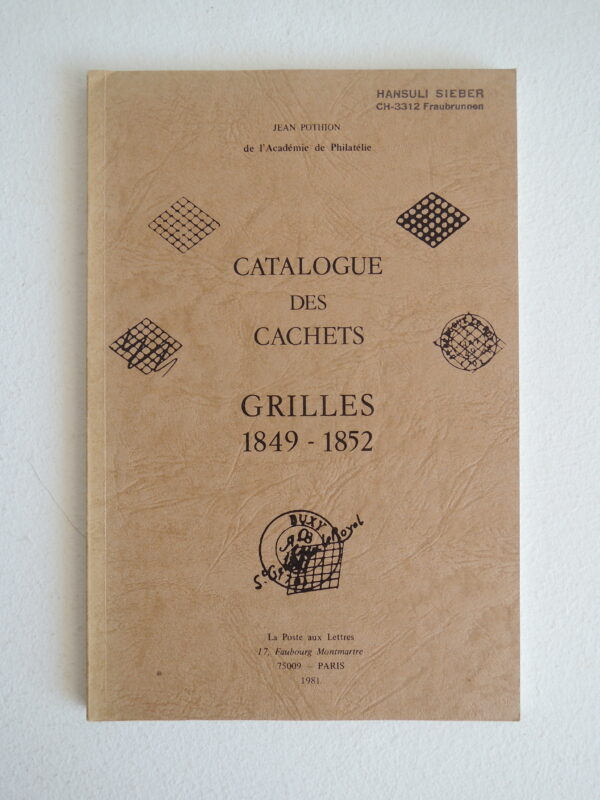 HANSULI SIEBER
CH-3312 Fraubrunnen
JEAN POTHION
de l'Académie de Philatélie
CATALOGUE
DES
CACHETS
GRILLES
1849 - 1852
BUXY
La Poste aux Lettres
17, Faubourg Montmartre
75009 — PARIS
1981